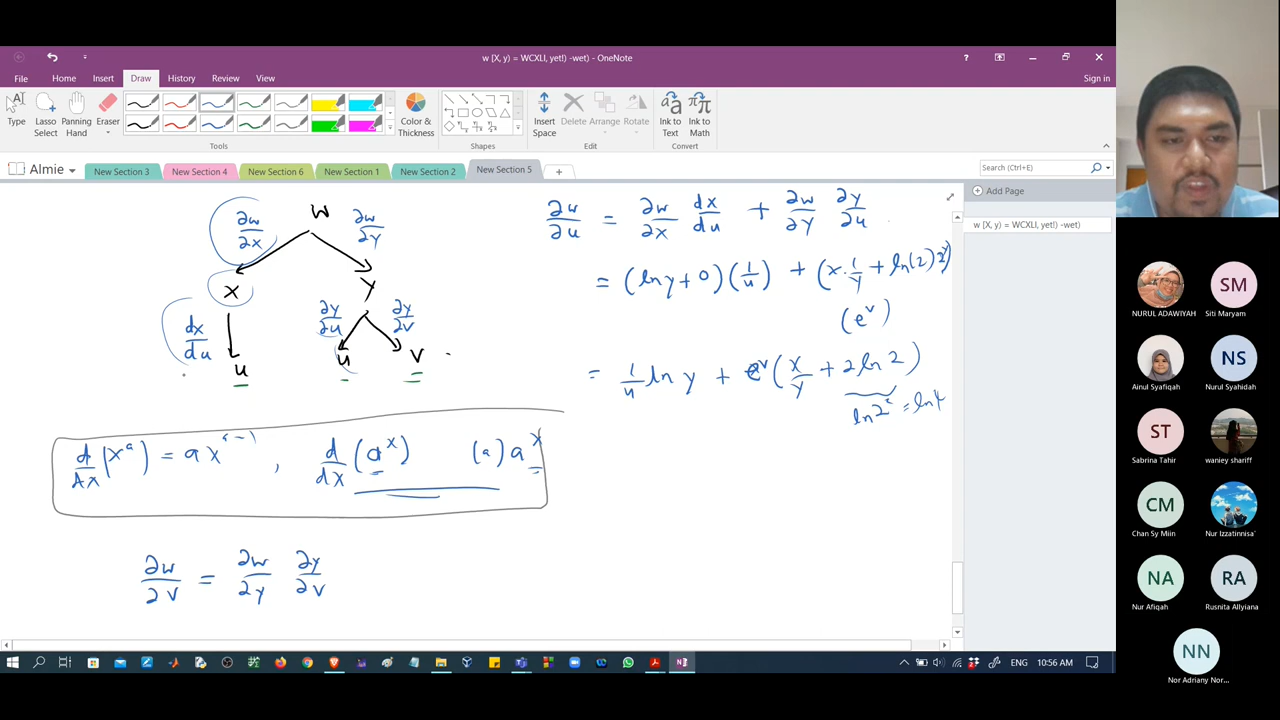 w [X, y) = WCXLI, yet!) -wet) - OneNote
File Home Insert Draw History Review View
Sign in
Type
Lasso Select
Panning Hand
Eraser
Color & Thickness
Insert Space
Delete
Arrange
Rotate
Ink to Text
Ink to Math
Tools
Shapes
Edit
Convert
Almie
New Section 3
New Section 4
New Section 6
New Section 1
New Section 2
New Section 5
Search (Ctrl+E)
Add Page
w [X, y) = WCXLI, yet!) -wet)
W
∂w/∂x ∂w/∂y
x y
dx/du ∂y/∂u ∂y/∂v
u u v
∂w/∂u = ∂w/∂x dx/du + ∂w/∂y ∂y/∂u
= (ln y + 0)(1/u) + (x·1/y + ln(2)2^y)
(e^v)
= 1/u ln y + e^v (x/y + 2 ln 2)
ln 2² = ln 4
d/dx (x^a) = a x^(a-1) , d/dx (a^x) (a) a^x
∂w/∂v = ∂w/∂y ∂y/∂v
NURUL ADAWIYAH
SM
Siti Maryam
Ainul Syafiqah
NS
Nurul Syahidah
ST
Sabrina Tahir
waniey shariff
CM
Chan Sy Miin
Nur Izzatinnisa'
NA
Nur Afiqah
RA
Rusnita Allyiana
NN
Nor Adriany Nor...
ENG 10:56 AM